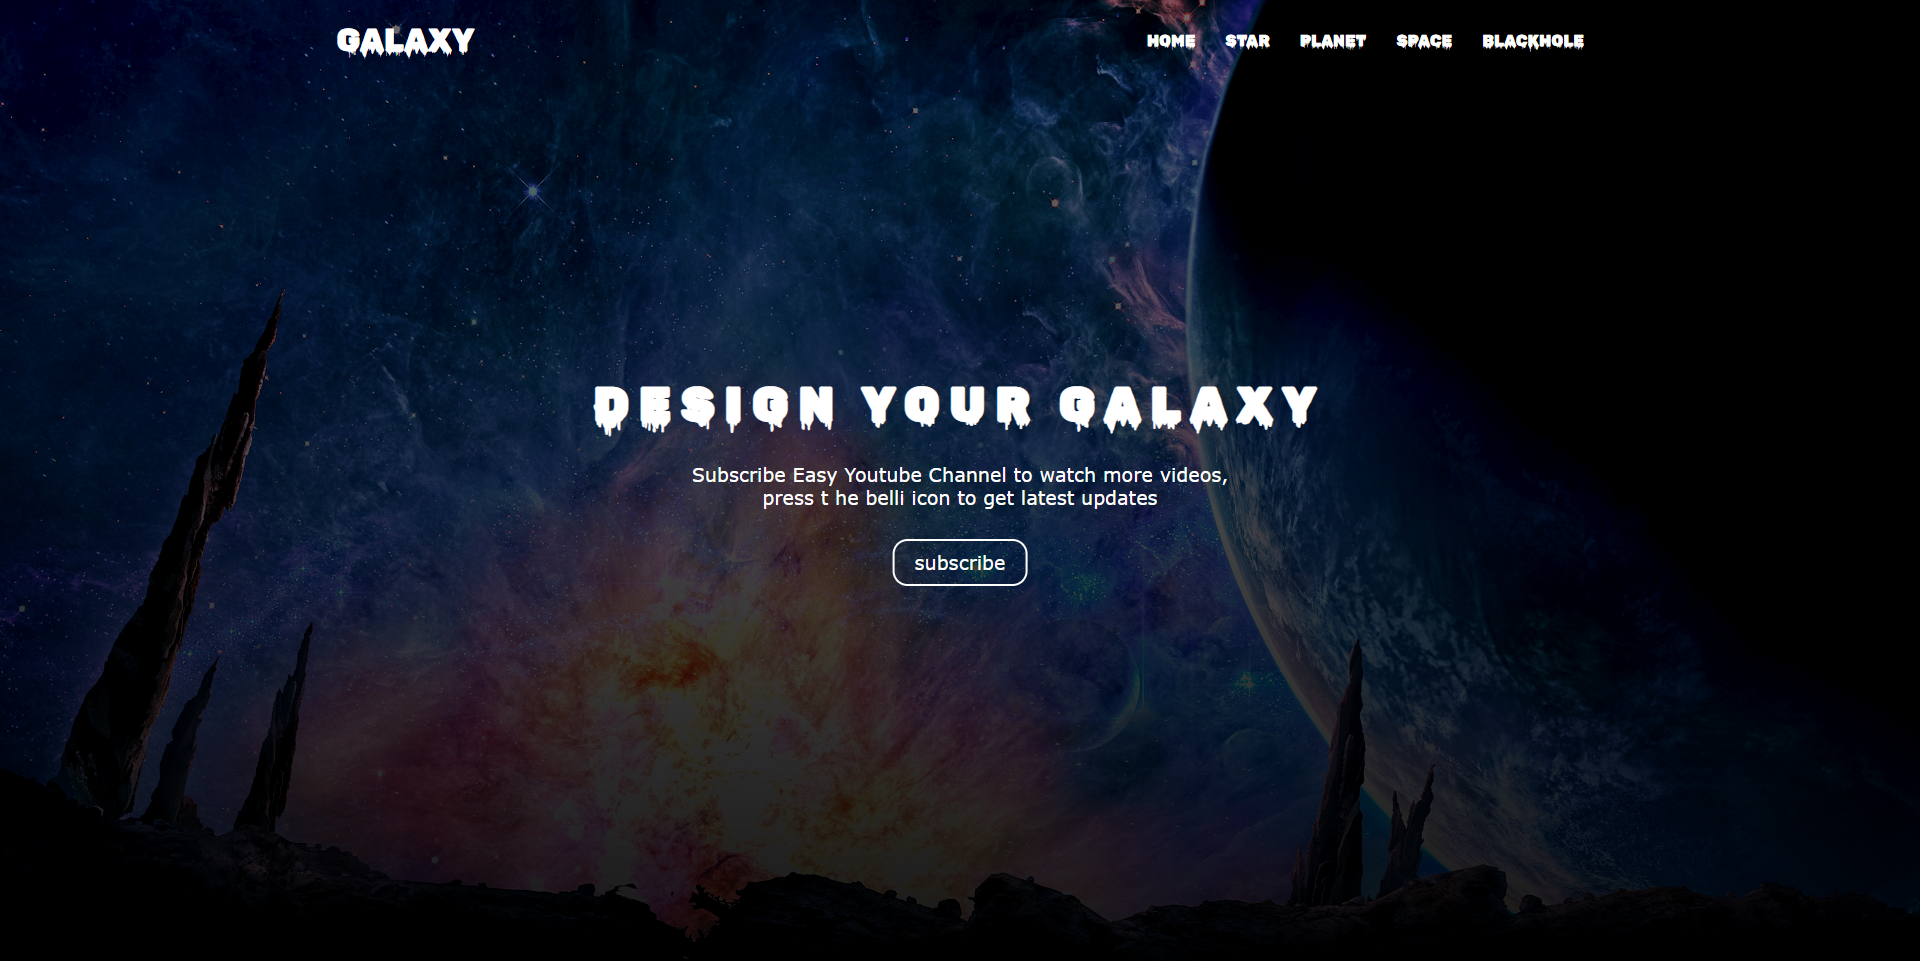 GALAXY
HOME STAR PLANET SPACE BLACKHOLE
DESIGN YOUR GALAXY
Subscribe Easy Youtube Channel to watch more videos,
press t he belli icon to get latest updates
subscribe